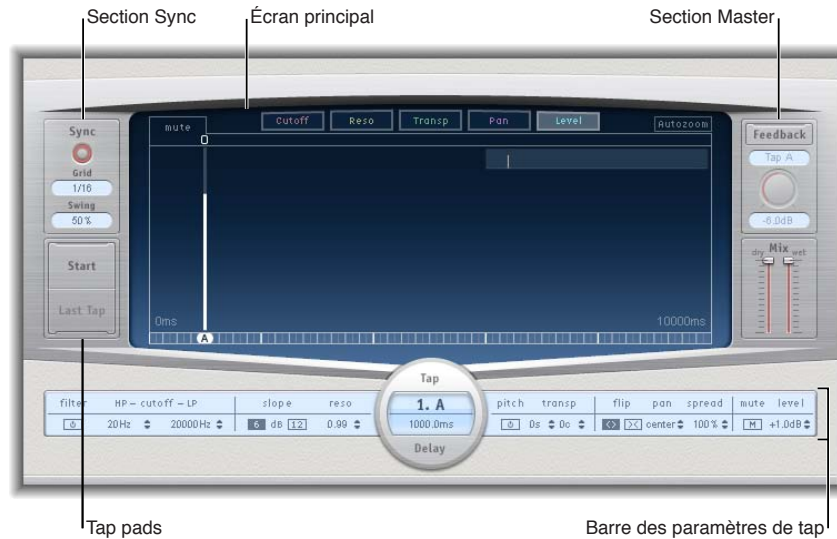 Section Sync
Écran principal
Section Master
mute
Cutoff
Reso
Transp
Pan
Level
Autozoom
Sync
Grid
1/16
Swing
50 %
Start
Last Tap
0ms
10000ms
A
Feedback
Tap A
-6.0dB
dry Mix wet
filter HP – cutoff – LP slope reso
20Hz 20000Hz 6 dB 12 0.99
Tap
1. A
1000.0ms
Delay
pitch transp flip pan spread mute level
0s 0c <> >< center 100% M +1.0dB
Tap pads
Barre des paramètres de tap